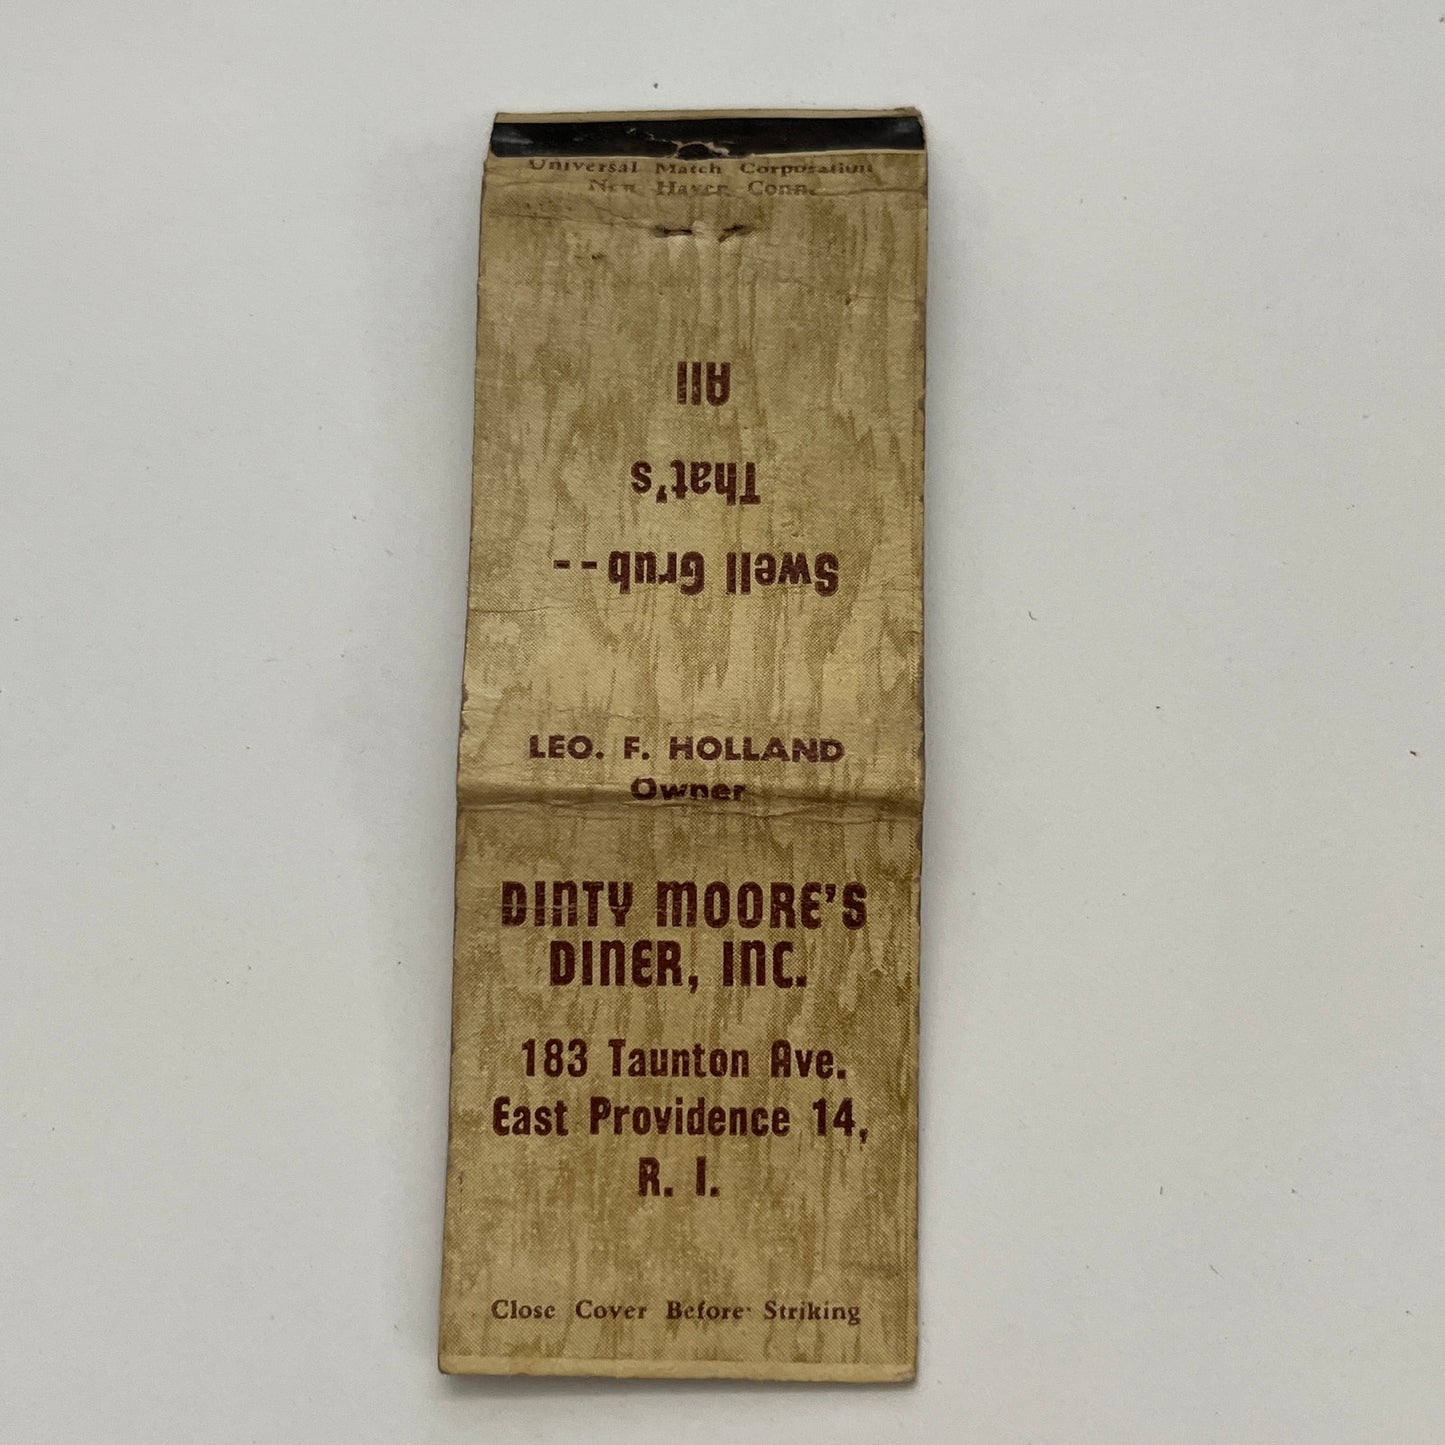 Universal Match Corporation
New Haven, Conn.
Swell Grub--
That's
All
LEO. F. HOLLAND
Owner
DINTY MOORE'S
DINER, INC.
183 Taunton Ave.
East Providence 14,
R. I.
Close Cover Before Striking